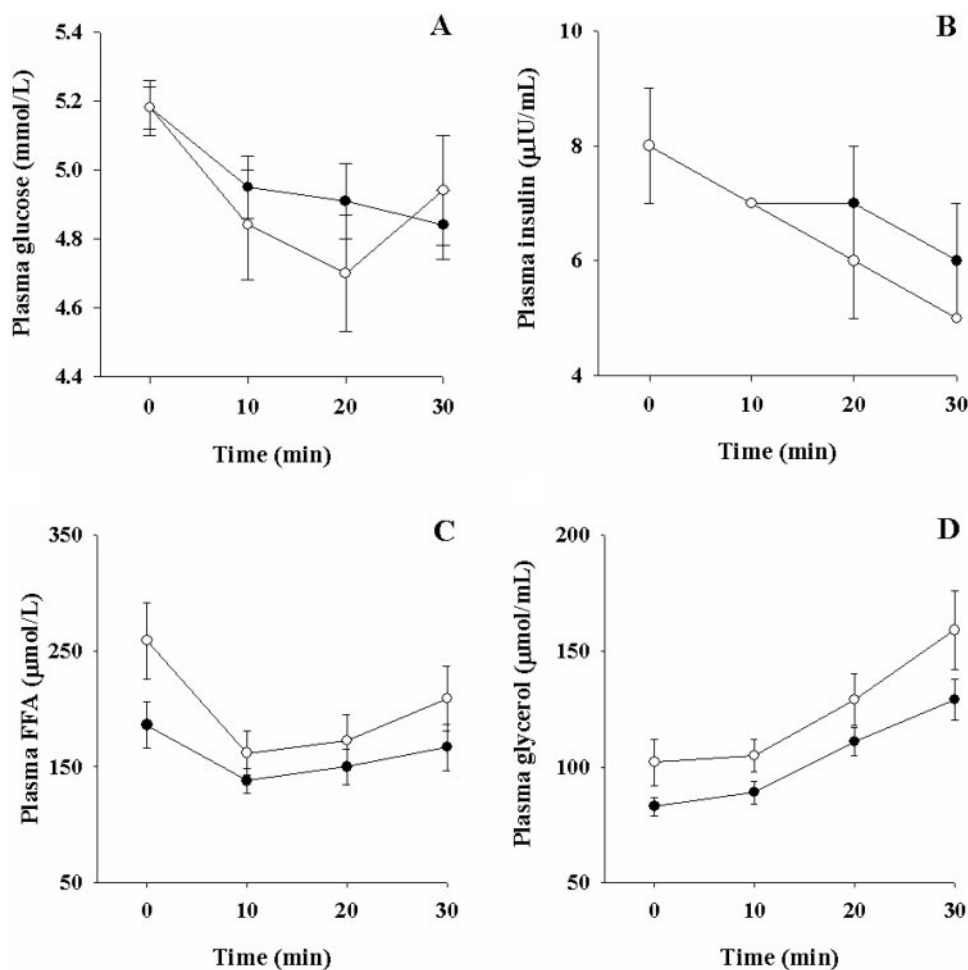 A
Plasma glucose (mmol/L)
5.4
5.2
5.0
4.8
4.6
4.4
0 10 20 30
Time (min)
B
Plasma insulin (µIU/mL)
10
8
6
4
0 10 20 30
Time (min)
C
Plasma FFA (µmol/L)
350
250
150
50
0 10 20 30
Time (min)
D
Plasma glycerol (µmol/mL)
200
150
100
50
0 10 20 30
Time (min)